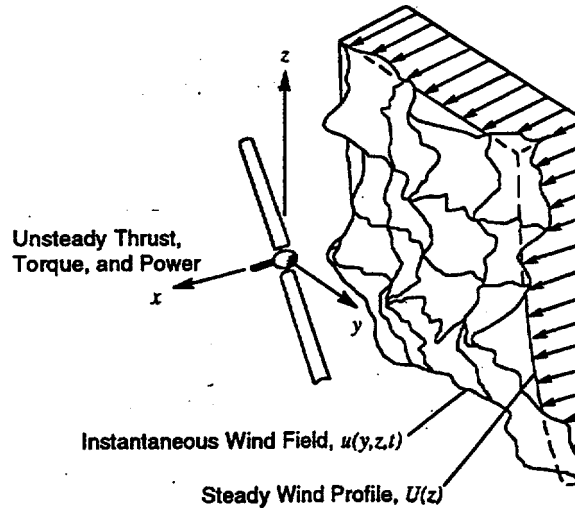 z
Unsteady Thrust,
Torque, and Power
x
y
Instantaneous Wind Field, u(y,z,t)
Steady Wind Profile, U(z)